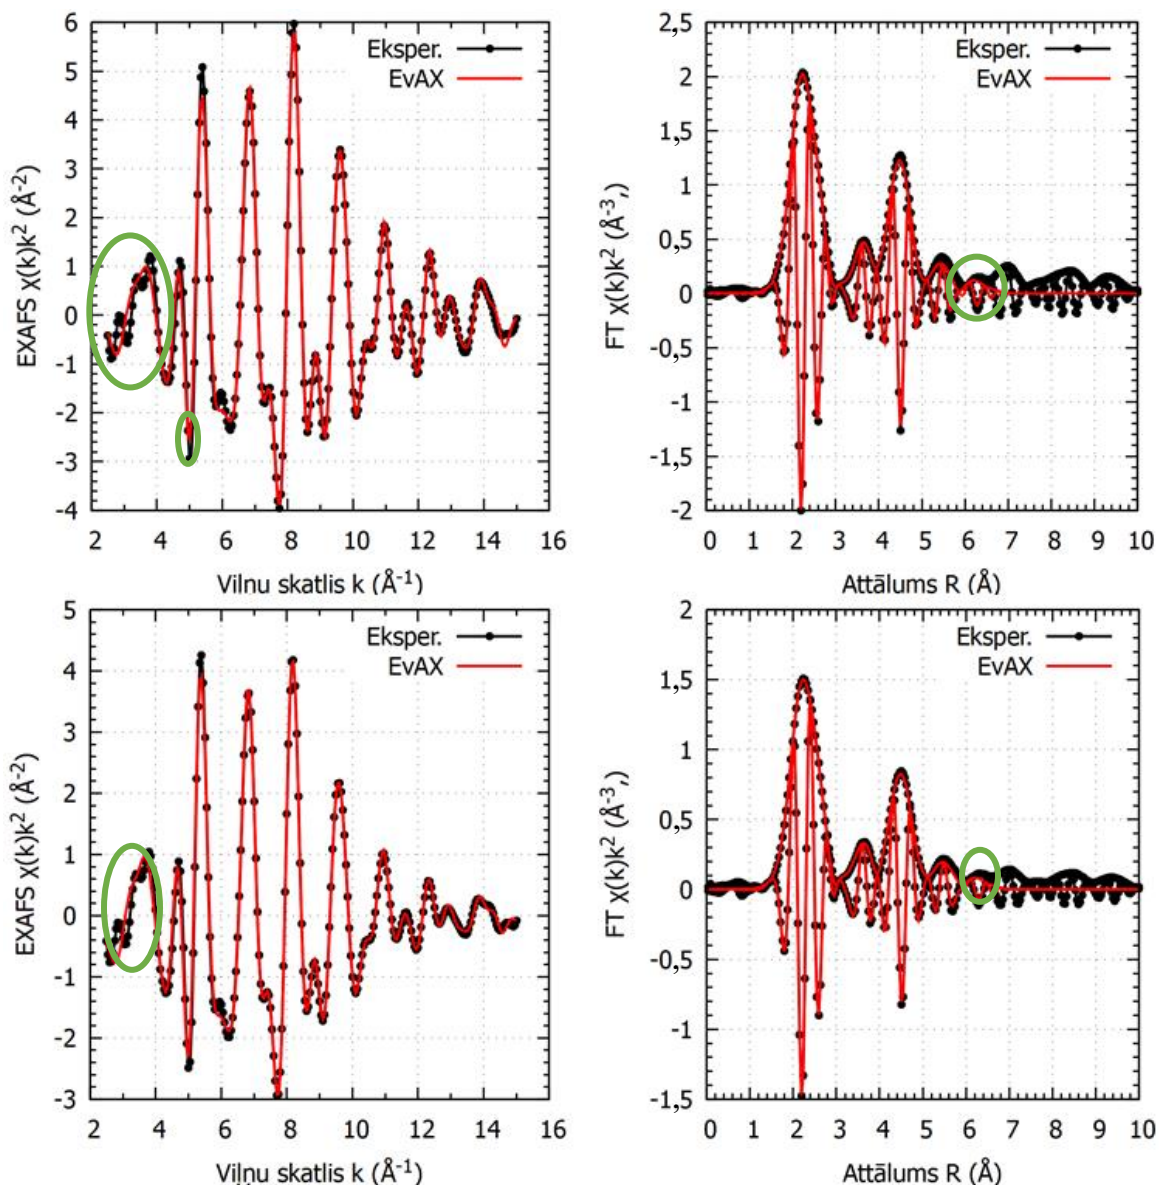 6
5
4
3
2
1
0
-1
-2
-3
-4
EXAFS χ(k)k² (Å⁻²)
Eksper.
EvAX
2 4 6 8 10 12 14 16
Viļņu skatlis k (Å⁻¹)
2,5
2
1,5
1
0,5
0
-0,5
-1
-1,5
-2
FT χ(k)k² (Å⁻³,)
Eksper.
EvAX
0 1 2 3 4 5 6 7 8 9 10
Attālums R (Å)
5
4
3
2
1
0
-1
-2
-3
EXAFS χ(k)k² (Å⁻²)
Eksper.
EvAX
2 4 6 8 10 12 14 16
Viļņu skatlis k (Å⁻¹)
2
1,5
1
0,5
0
-0,5
-1
-1,5
FT χ(k)k² (Å⁻³,)
Eksper.
EvAX
0 1 2 3 4 5 6 7 8 9 10
Attālums R (Å)